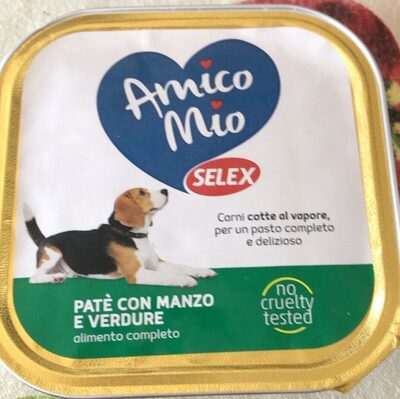 Amico
Mio
SELEX
Carni cotte al vapore,
per un pasto completo
e delizioso
PATÈ CON MANZO
E VERDURE
alimento completo
no
cruelty
tested